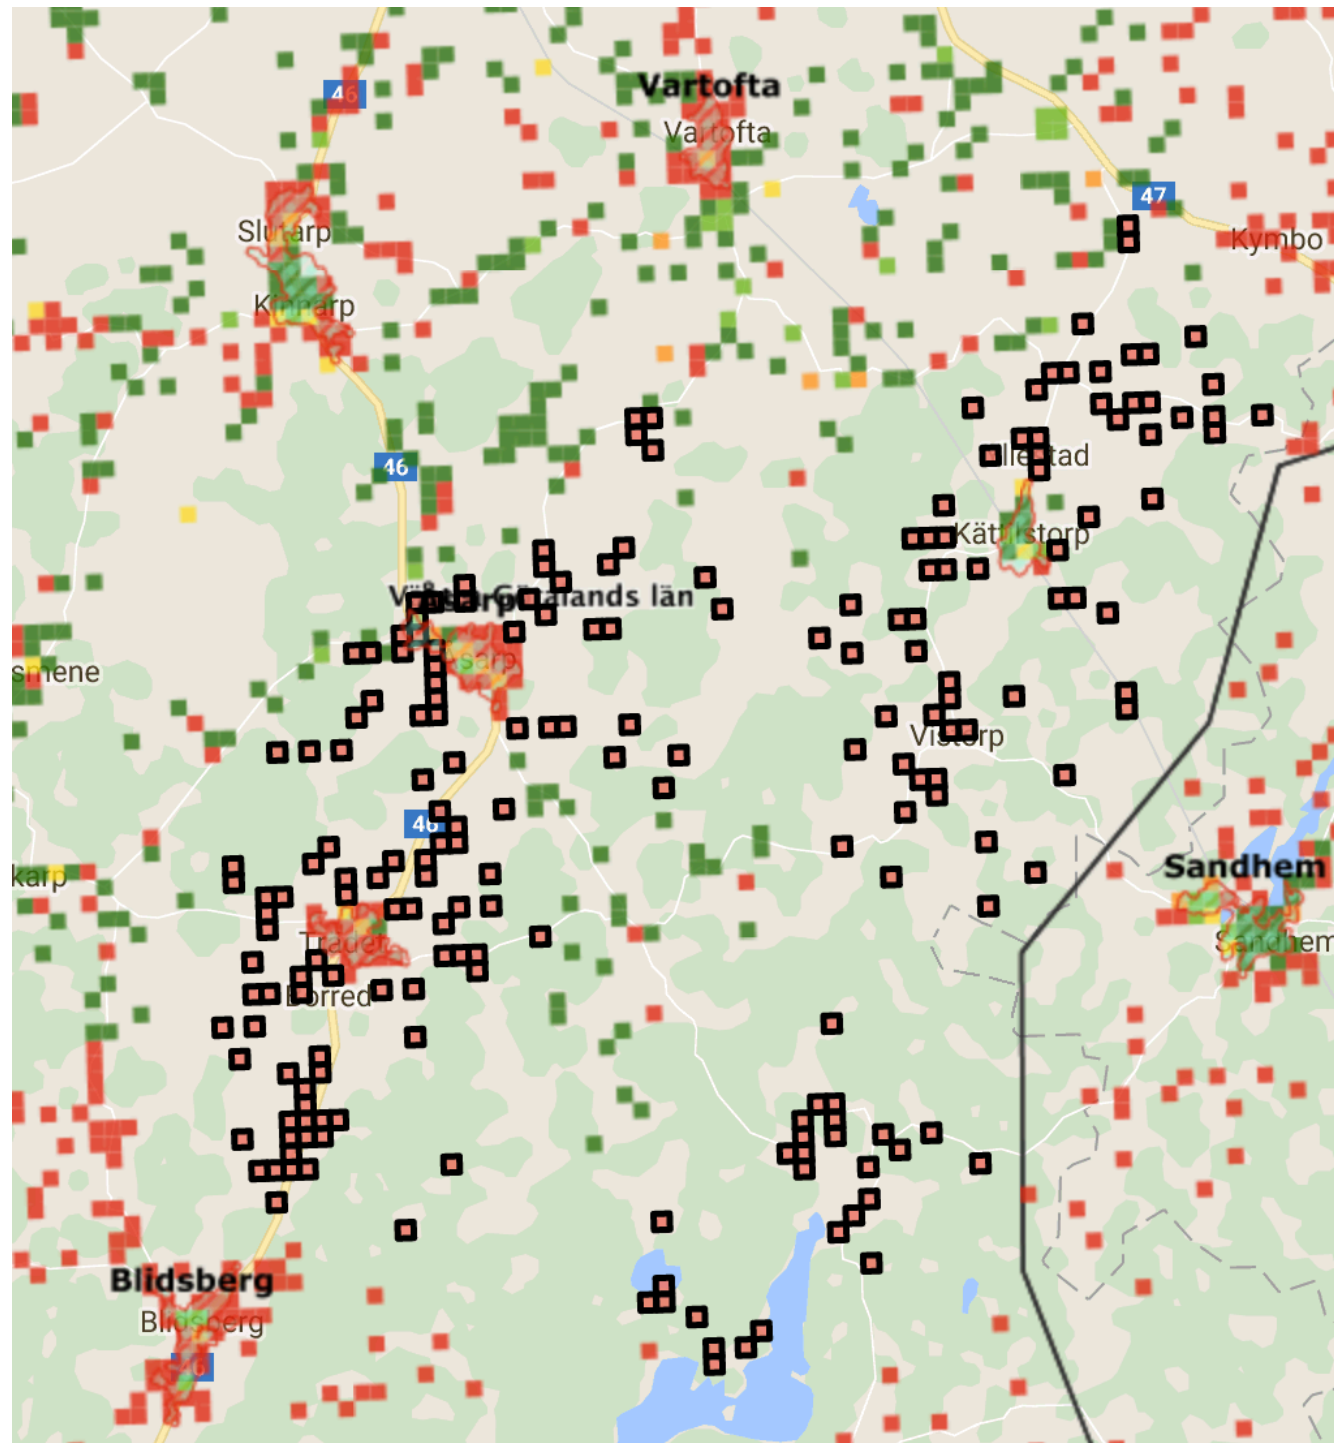 46
Vartofta
Vartofta
47
Slutarp
Kymbo
Kinnarp
46
Kättilstorp
Götalands län
smene
Vistorp
46
karp
Sandhem
Sandhem
Trädet
Borred
Blidsberg
Blidsberg